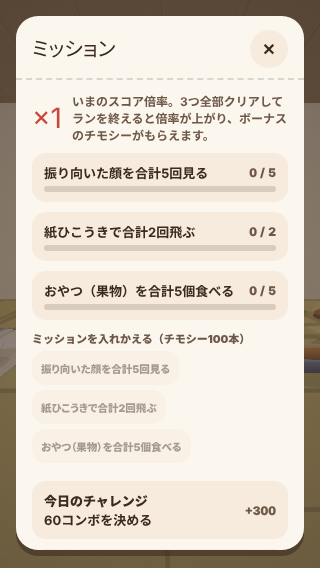 ミッション
×
×1
いまのスコア倍率。3つ全部クリアして
ランを終えると倍率が上がり、ボーナス
のチモシーがもらえます。
振り向いた顔を合計5回見る 0 / 5
紙ひこうきで合計2回飛ぶ 0 / 2
おやつ（果物）を合計5個食べる 0 / 5
ミッションを入れかえる（チモシー100本）
振り向いた顔を合計5回見る
紙ひこうきで合計2回飛ぶ
おやつ（果物）を合計5個食べる
今日のチャレンジ
60コンボを決める +300